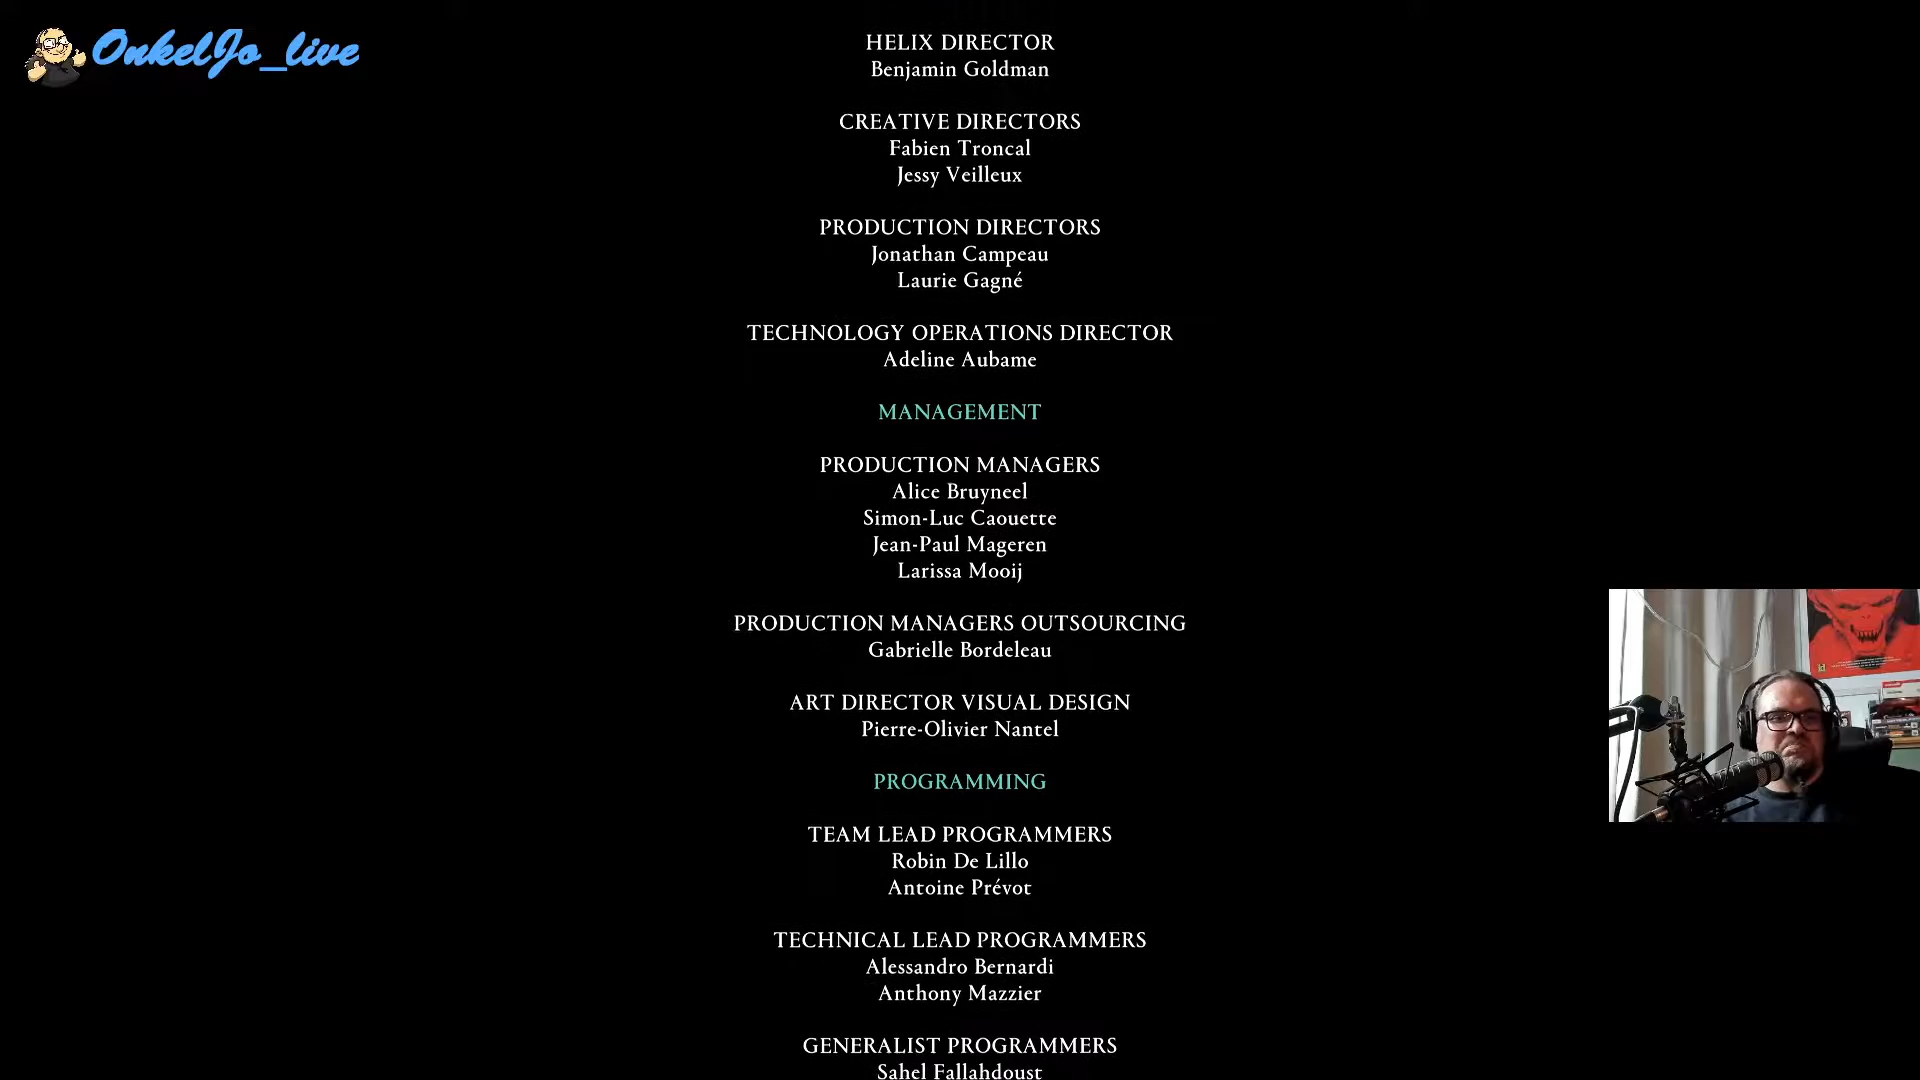 OnkelJo_live
HELIX DIRECTOR
Benjamin Goldman
CREATIVE DIRECTORS
Fabien Troncal
Jessy Veilleux
PRODUCTION DIRECTORS
Jonathan Campeau
Laurie Gagné
TECHNOLOGY OPERATIONS DIRECTOR
Adeline Aubame
MANAGEMENT
PRODUCTION MANAGERS
Alice Bruyneel
Simon-Luc Caouette
Jean-Paul Mageren
Larissa Mooij
PRODUCTION MANAGERS OUTSOURCING
Gabrielle Bordeleau
ART DIRECTOR VISUAL DESIGN
Pierre-Olivier Nantel
PROGRAMMING
TEAM LEAD PROGRAMMERS
Robin De Lillo
Antoine Prévot
TECHNICAL LEAD PROGRAMMERS
Alessandro Bernardi
Anthony Mazzier
GENERALIST PROGRAMMERS
Sahel Fallahdoust